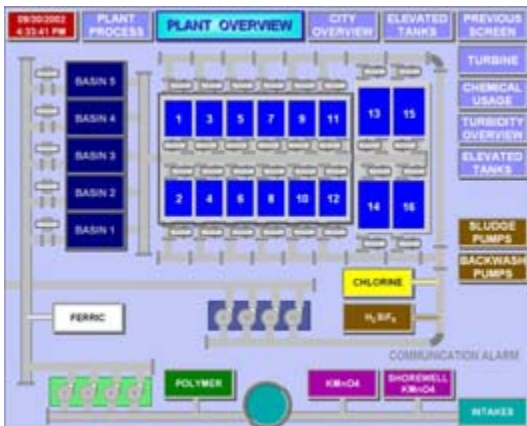 09/30/2002
4:33:41 PM
PLANT
PROCESS
PLANT OVERVIEW
CITY
OVERVIEW
ELEVATED
TANKS
PREVIOUS
SCREEN
TURBINE
CHEMICAL
USAGE
TURBIDITY
OVERVIEW
ELEVATED
TANKS
BASIN 5
BASIN 4
BASIN 3
BASIN 2
BASIN 1
1 3 5 7 9 11
13 15
2 4 6 8 10 12
14 16
SLUDGE
PUMPS
BACKWASH
PUMPS
CHLORINE
FERRIC
H₂SiF₆
COMMUNICATION ALARM
POLYMER
KMnO4
SHOREWELL
KMnO4
INTAKES